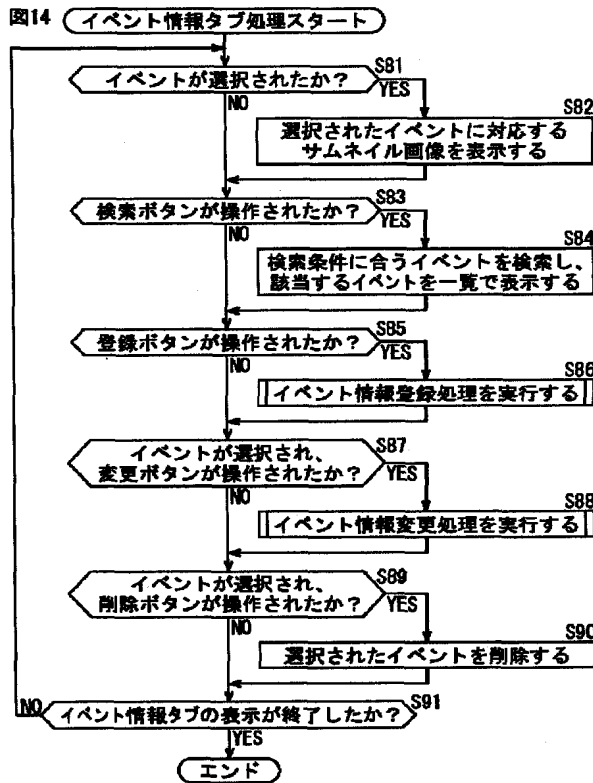 図14
イベント情報タブ処理スタート
イベントが選択されたか?
S81
YES
NO
S82
選択されたイベントに対応する
サムネイル画像を表示する
検索ボタンが操作されたか?
S83
YES
NO
S84
検索条件に合うイベントを検索し、
該当するイベントを一覧で表示する
登録ボタンが操作されたか?
S85
YES
NO
S86
イベント情報登録処理を実行する
イベントが選択され、
変更ボタンが操作されたか?
S87
YES
NO
S88
イベント情報変更処理を実行する
イベントが選択され、
削除ボタンが操作されたか?
S89
YES
NO
S90
選択されたイベントを削除する
NO
イベント情報タブの表示が終了したか?
S91
YES
エンド